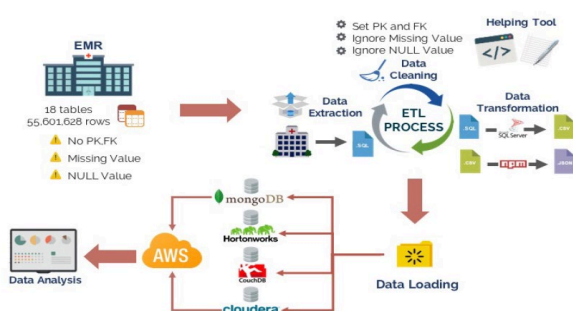 EMR
18 tables
55,601,628 rows
No PK,FK
Missing Value
NULL Value
Set PK and FK
Ignore Missing Value
Ignore NULL Value
Data
Cleaning
Helping Tool
</>
Data
Extraction
.SQL
ETL
PROCESS
Data
Transformation
.SQL
SQL Server
.CSV
.CSV
npm
.JSON
mongoDB
Hortonworks
CouchDB
cloudera
AWS
Data Analysis
Data Loading